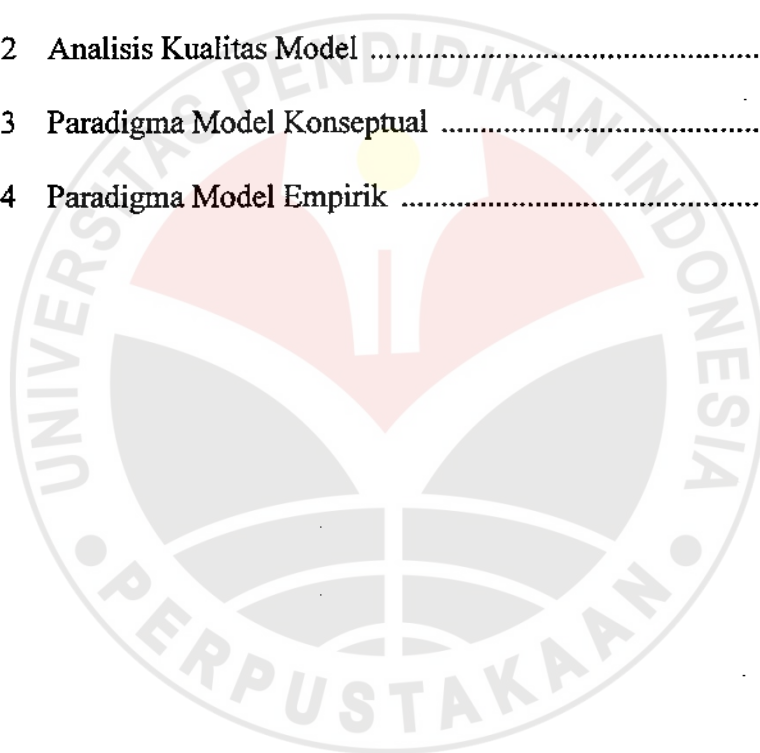 2 Analisis Kualitas Model ..........................................................
3 Paradigma Model Konseptual ................................................
4 Paradigma Model Empirik ......................................................
UNIVERSITAS PENDIDIKAN INDONESIA
• PERPUSTAKAAN •